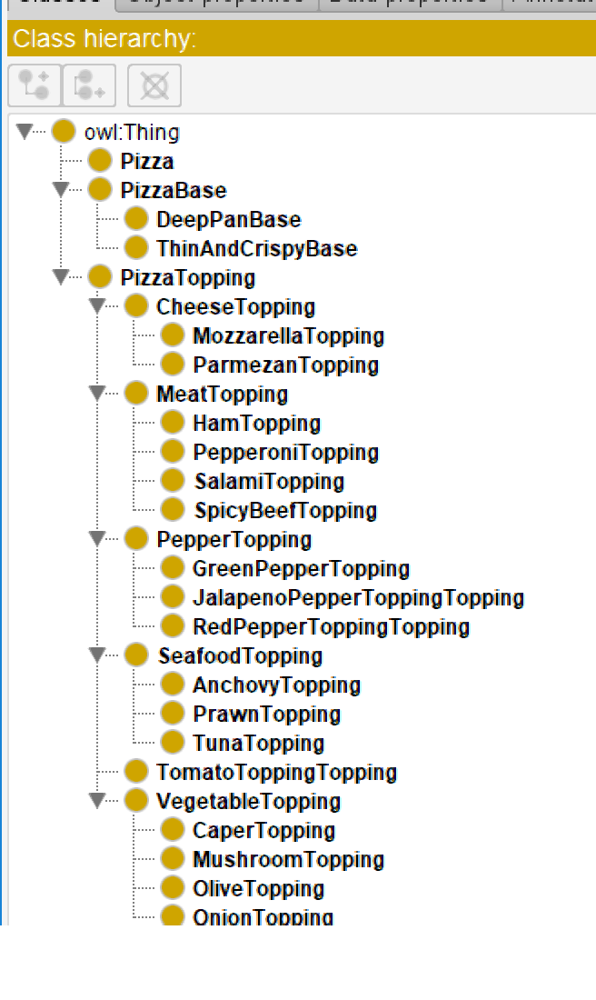 Class hierarchy:
owl:Thing
Pizza
PizzaBase
DeepPanBase
ThinAndCrispyBase
PizzaTopping
CheeseTopping
MozzarellaTopping
ParmezanTopping
MeatTopping
HamTopping
PepperoniTopping
SalamiTopping
SpicyBeefTopping
PepperTopping
GreenPepperTopping
JalapenoPepperToppingTopping
RedPepperToppingTopping
SeafoodTopping
AnchovyTopping
PrawnTopping
TunaTopping
TomatoToppingTopping
VegetableTopping
CaperTopping
MushroomTopping
OliveTopping
OnionTopping